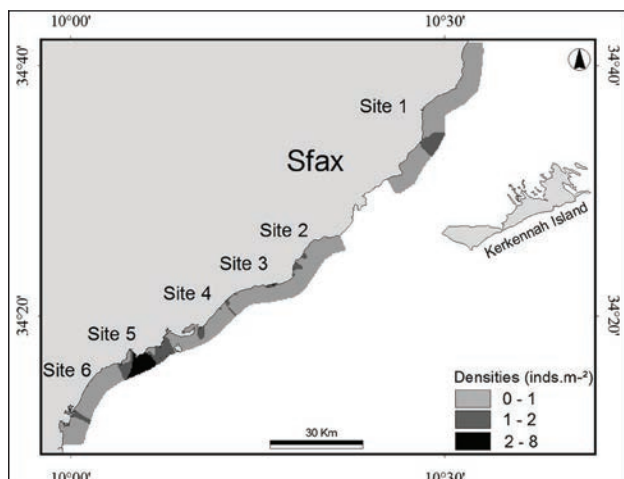 10°00'
10°30'
34°40'
34°40'
Site 1
Sfax
Kerkennah Island
Site 2
Site 3
Site 4
34°20'
34°20'
Site 5
Site 6
Densities (inds.m-²)
0 - 1
1 - 2
2 - 8
30 Km
10°00'
10°30'